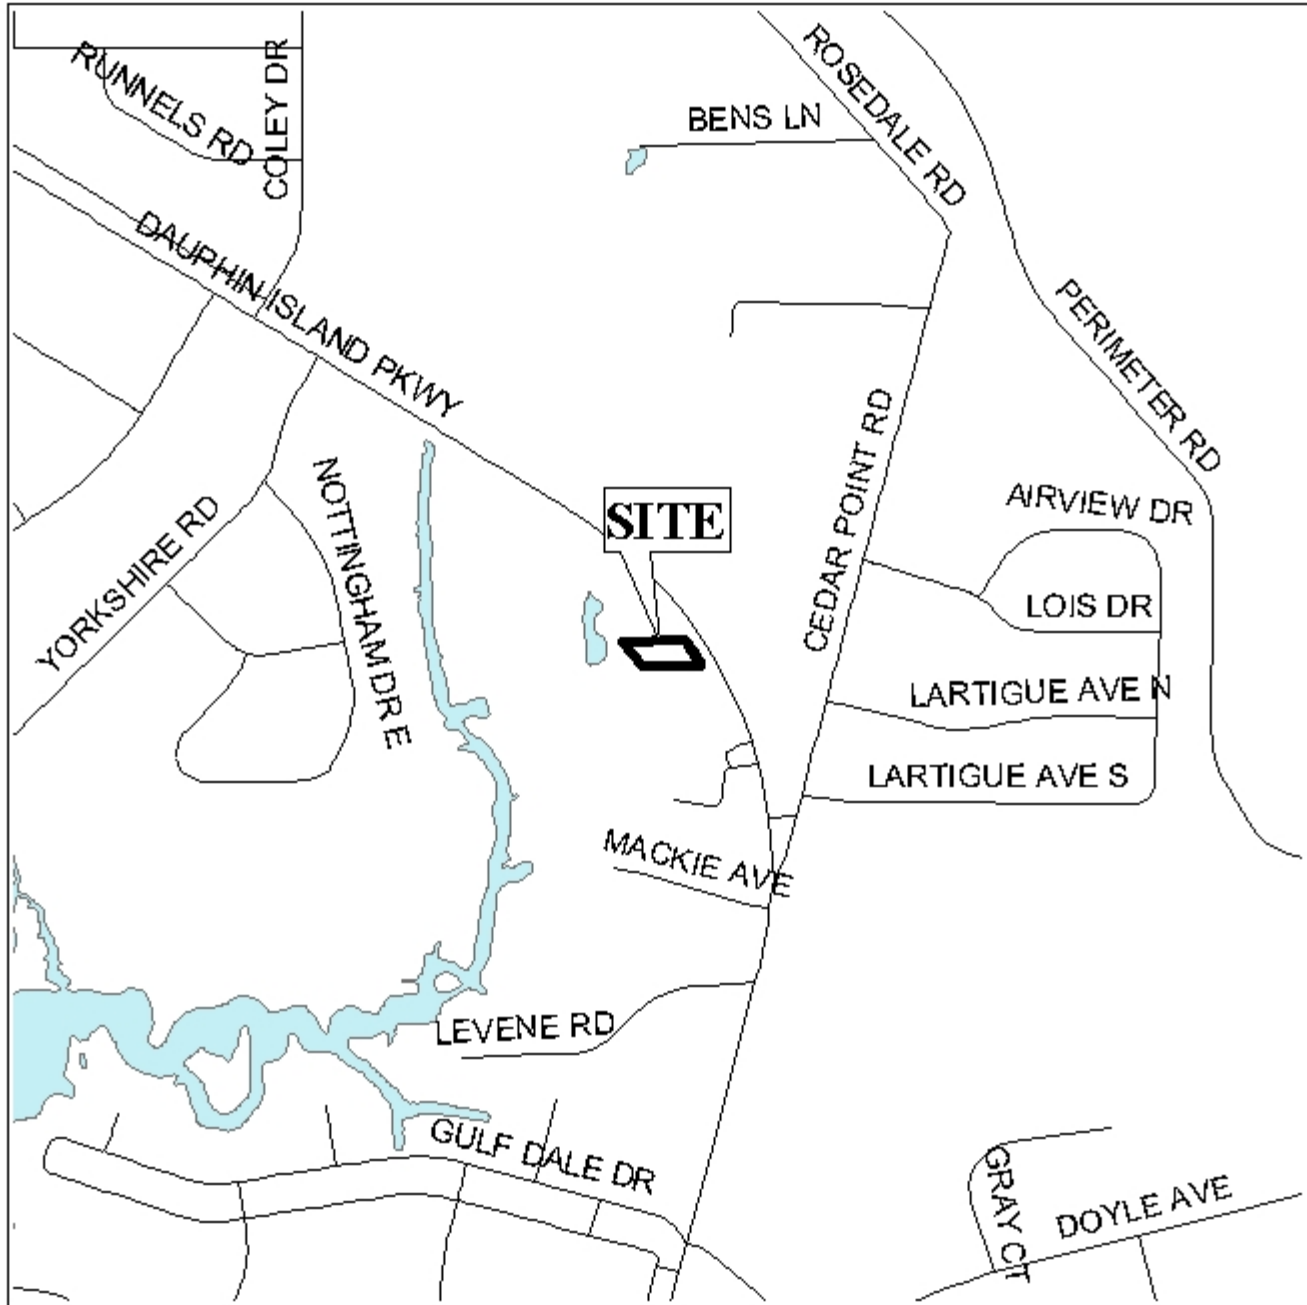 RUNNELS RD
COLEY DR
ROSEDALE RD
BENS LN
DAUPHIN ISLAND PKWY
PERIMETER RD
CEDAR POINT RD
NOTTINGHAM DR E
YORKSHIRE RD
SITE
AIRVIEW DR
LOIS DR
LARTIGUE AVE N
LARTIGUE AVE S
MACKIE AVE
LEVENE RD
GULF DALE DR
GRAY CT
DOYLE AVE